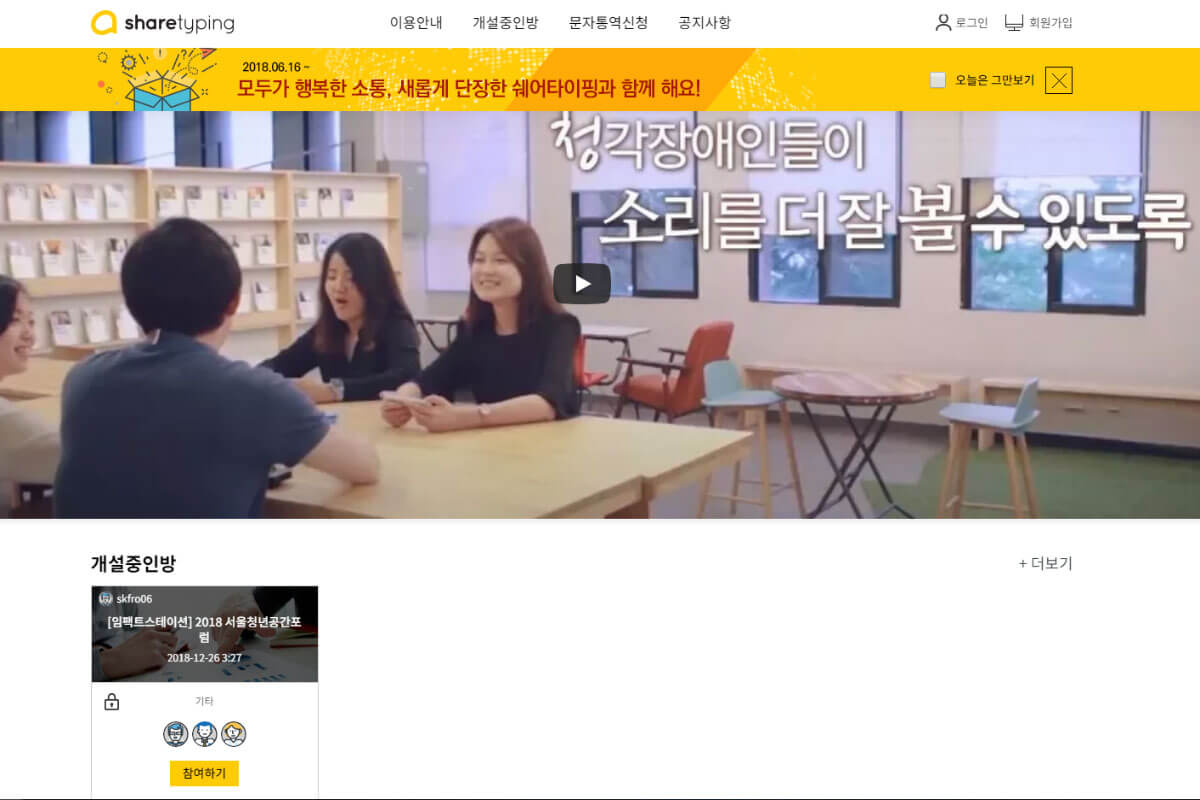 sharetyping
이용안내 개설중인방 문자통역신청 공지사항
로그인 회원가입
2018.06.16 ~
모두가 행복한 소통, 새롭게 단장한 쉐어타이핑과 함께 해요!
오늘은 그만보기
청각장애인들이
소리를 더 잘 볼 수 있도록
개설중인방
+ 더보기
skfro06
[임팩트스테이션] 2018 서울청년공간포
럼
2018-12-26 3:27
기타
참여하기